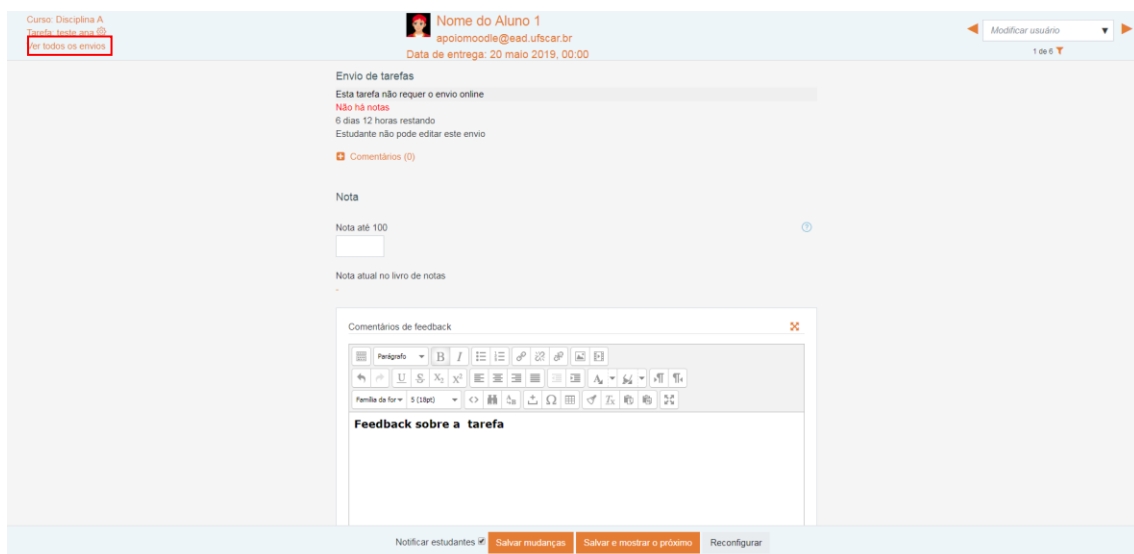 Curso: Disciplina A
Tarefa: teste ana
Ver todos os envios
Nome do Aluno 1
apoiomoodle@ead.ufscar.br
Data de entrega: 20 maio 2019, 00:00
Modificar usuário
1 de 6
Envio de tarefas
Esta tarefa não requer o envio online
Não há notas
6 dias 12 horas restando
Estudante não pode editar este envio
Comentários (0)
Nota
Nota até 100
Nota atual no livro de notas
-
Comentários de feedback
Parágrafo
Família da for 5 (18pt)
Feedback sobre a tarefa
Notificar estudantes Salvar mudanças Salvar e mostrar o próximo Reconfigurar